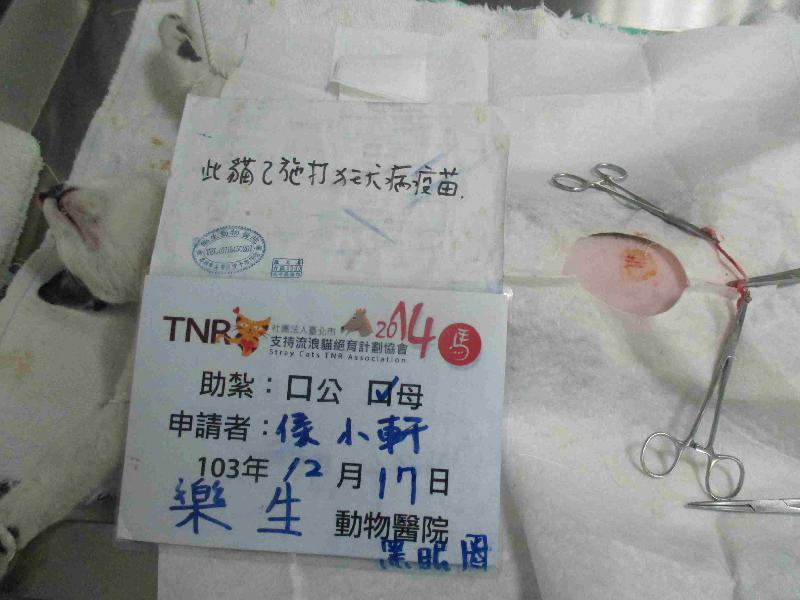 此貓已施打狂犬病疫苗.
TNR 社團法人臺北市 2014 馬
支持流浪貓絕育計劃協會
Stray Cats TNR Association
助紮：口公 口母
申請者：侯小軒
103年 12月17日
樂生 動物醫院
黑眼圈